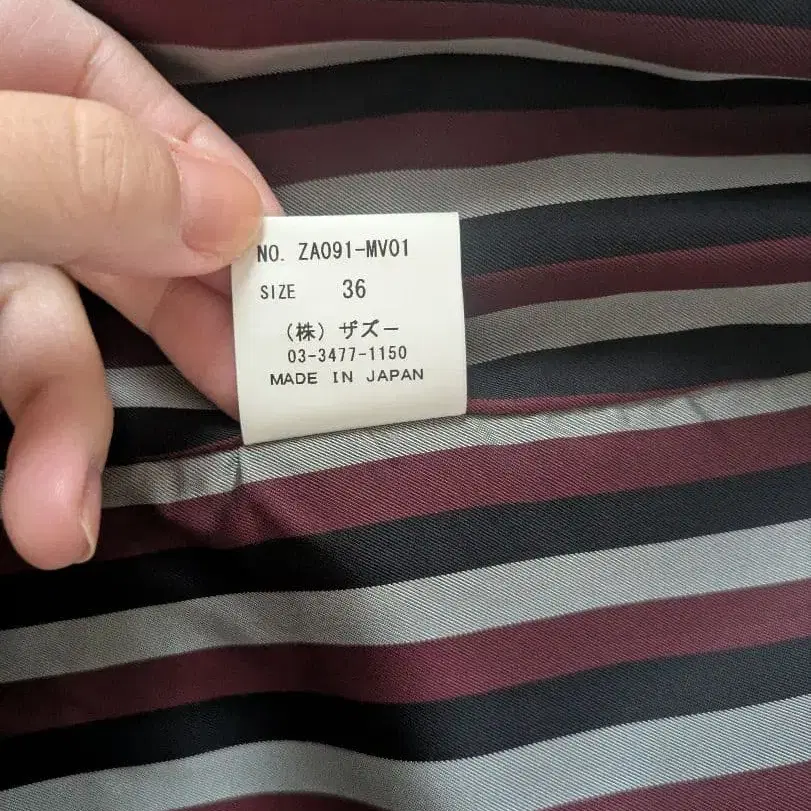 NO. ZA091-MV01
SIZE 36
(株) ザズー
03-3477-1150
MADE IN JAPAN